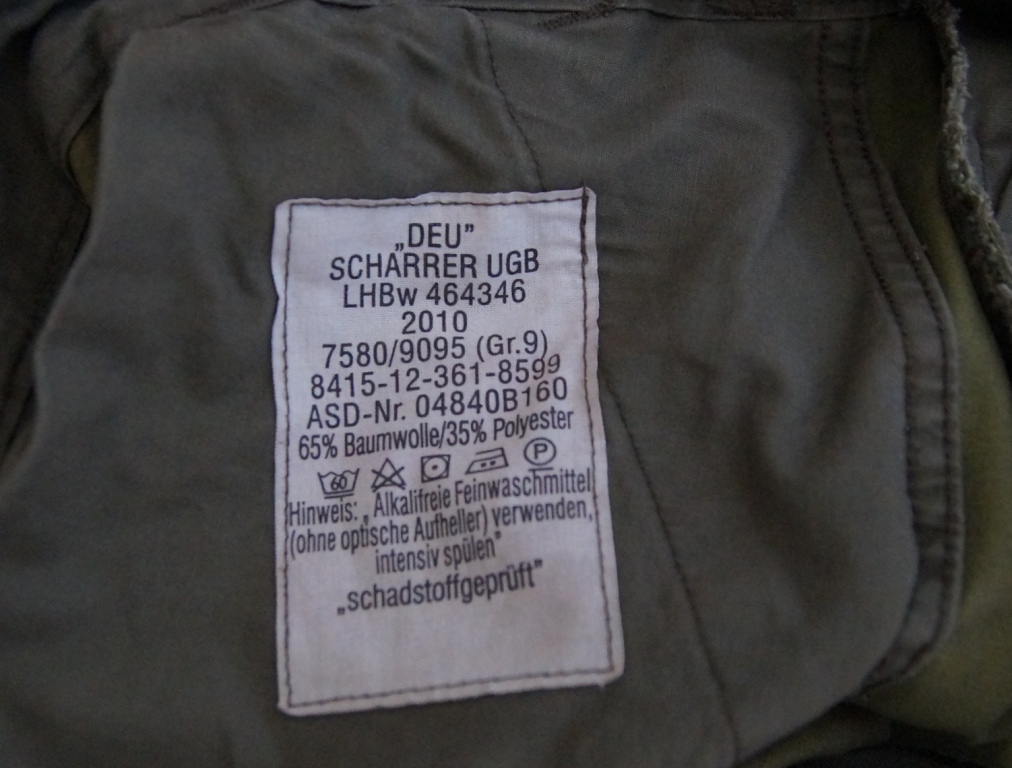 „DEU”
SCHARRER UGB
LHBw 464346
2010
7580/9095 (Gr.9)
8415-12-361-8599
ASD-Nr. 04840B160
65% Baumwolle/35% Polyester
60 P
Hinweis: „Alkalifreie Feinwaschmittel
(ohne optische Aufheller) verwenden,
intensiv spülen”
„schadstoffgeprüft”